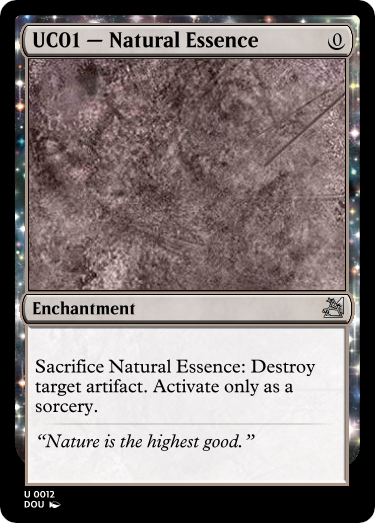 UC01 — Natural Essence 0
Enchantment
Sacrifice Natural Essence: Destroy
target artifact. Activate only as a
sorcery.
“Nature is the highest good.”
U 0012
DOU